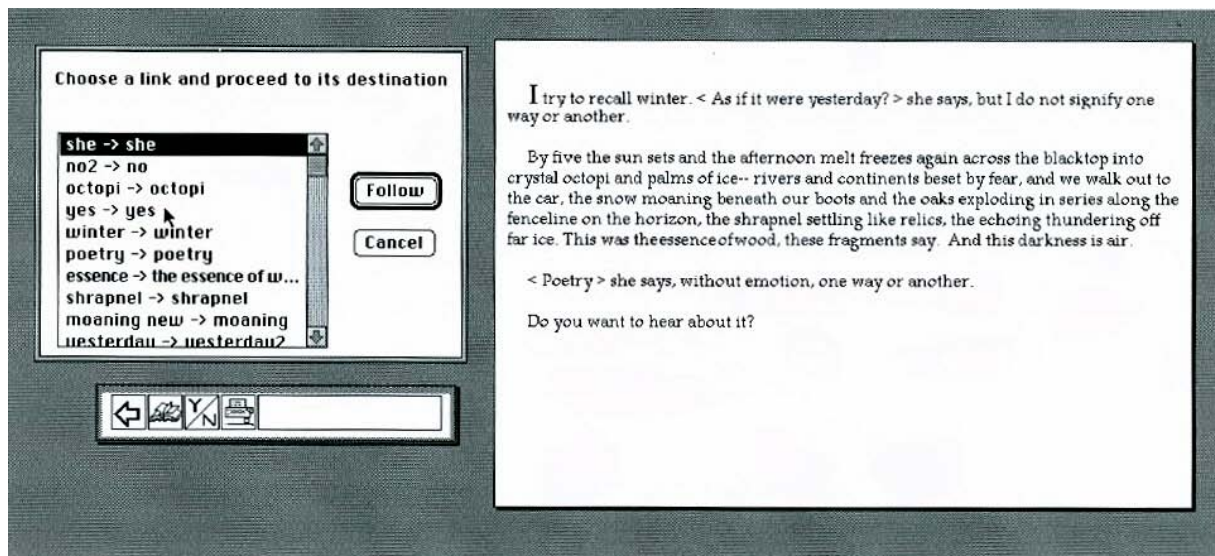 Choose a link and proceed to its destination
she -> she
no2 -> no
octopi -> octopi
yes -> yes
winter -> winter
poetry -> poetry
essence -> the essence of w...
shrapnel -> shrapnel
moaning new -> moaning
yesterday -> yesterday2
Follow
Cancel
Y/N
I try to recall winter. < As if it were yesterday? > she says, but I do not signify one
way or another.
By five the sun sets and the afternoon melt freezes again across the blacktop into
crystal octopi and palms of ice-- rivers and continents beset by fear, and we walk out to
the car, the snow moaning beneath our boots and the oaks exploding in series along the
fenceline on the horizon, the shrapnel settling like relics, the echoing thundering off
far ice. This was theessenceofwood, these fragments say. And this darkness is air.
< Poetry > she says, without emotion, one way or another.
Do you want to hear about it?